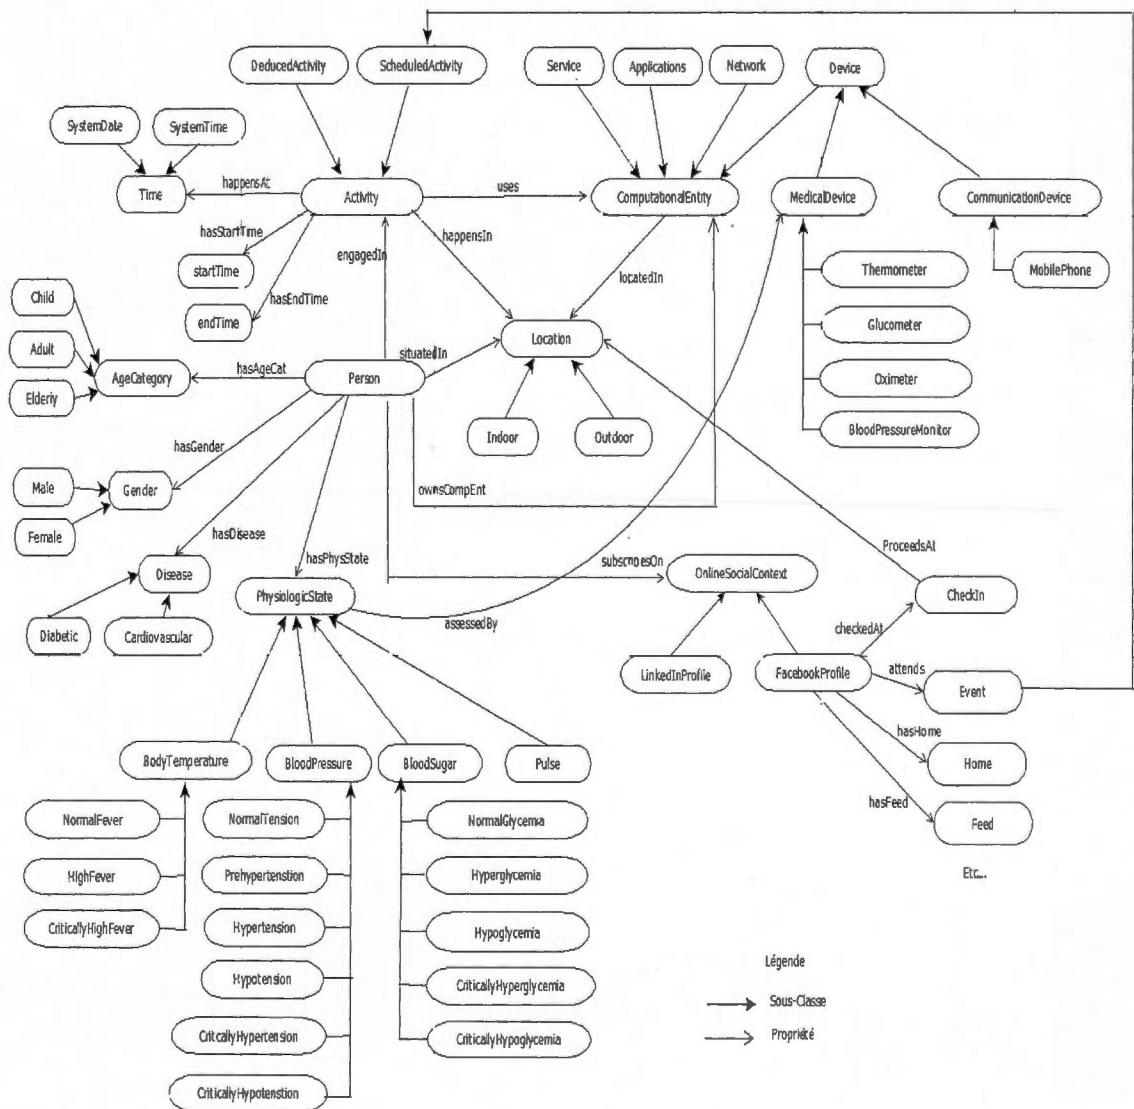 DeducedActivity
ScheduledActivity
Service
Applications
Network
Device
SystemDate
SystemTime
Time
happensAt
Activity
uses
ComputationalEntity
MedicalDevice
CommunicationDevice
hasStartTime
engagedIn
happensIn
locatedIn
startTime
Thermometer
MobilePhone
Child
hasEndTime
endTime
Glucometer
Adult
situatedIn
Location
AgeCategory
hasAgeCat
Person
Oximeter
Elderly
Indoor
Outdoor
BloodPressureMonitor
hasGender
Male
Gender
ownsCompEnt
Female
hasDisease
ProceedsAt
hasPhysState
subscribesOn
OnlineSocialContext
Disease
PhysiologicState
CheckIn
Diabetic
Cardiovascular
assessedBy
checkedAt
LinkedInProfile
FacebookProfile
attends
Event
hasHome
BodyTemperature
BloodPressure
BloodSugar
Pulse
Home
hasFeed
NormalFever
NormalTension
NormalGlycemia
Feed
HighFever
Prehypertenstion
Hyperglycemia
Etc...
CriticallyHighFever
Hypertension
Hypoglycemia
Légende
Hypotension
CriticallyHyperglycemia
Sous-Classe
CritcallyHypertension
CriticallyHypoglycemia
Propriété
CriticallyHypotenstion